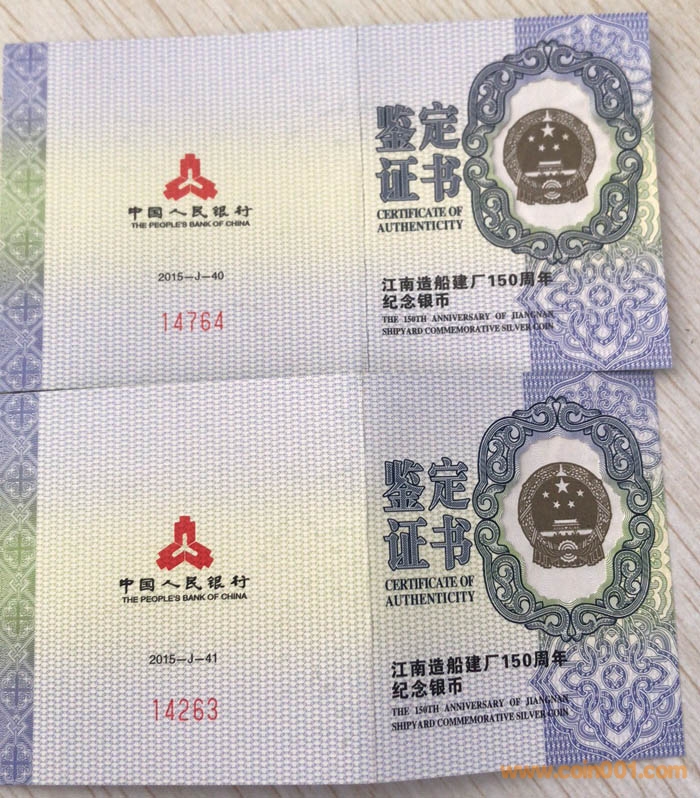 鉴定
证书
CERTIFICATE OF
AUTHENTICITY
中国人民银行
THE PEOPLE'S BANK OF CHINA
2015-J-40
14764
江南造船建厂150周年
纪念银币
THE 150TH ANNIVERSARY OF JIANGNAN
SHIPYARD COMMEMORATIVE SILVER COIN
鉴定
证书
CERTIFICATE OF
AUTHENTICITY
中国人民银行
THE PEOPLE'S BANK OF CHINA
2015-J-41
14263
江南造船建厂150周年
纪念银币
THE 150TH ANNIVERSARY OF JIANGNAN
SHIPYARD COMMEMORATIVE SILVER COIN
www.coin001.com